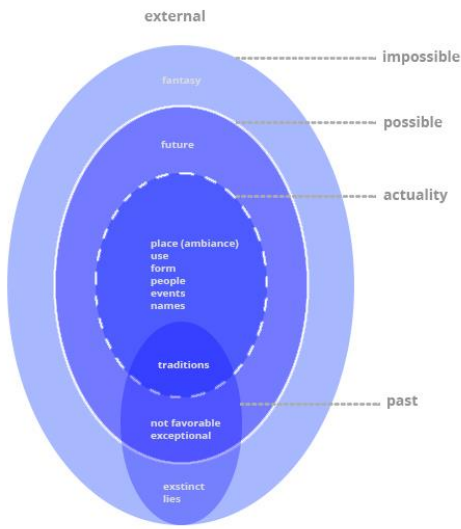 external
impossible
fantasy
possible
future
actuality
place (ambiance)
use
form
people
events
names
traditions
past
not favorable
exceptional
exstinct
lies